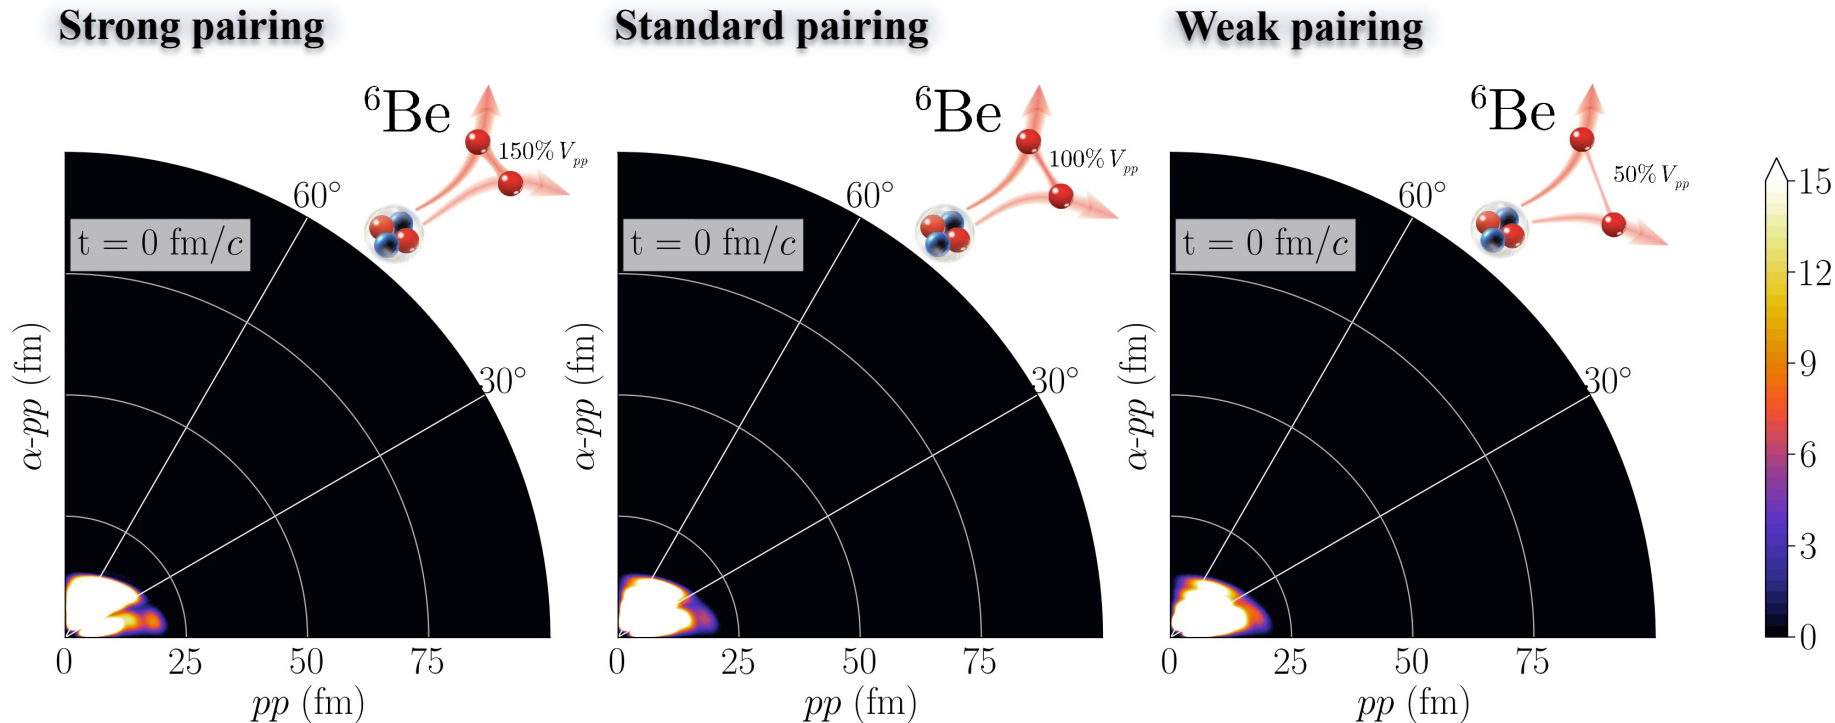 Strong pairing
⁶Be
150% Vₚₚ
60°
t = 0 fm/c
30°
α-pp (fm)
0 25 50 75
pp (fm)
Standard pairing
⁶Be
100% Vₚₚ
60°
t = 0 fm/c
30°
α-pp (fm)
0 25 50 75
pp (fm)
Weak pairing
⁶Be
50% Vₚₚ
60°
t = 0 fm/c
30°
α-pp (fm)
0 25 50 75
pp (fm)
15
12
9
6
3
0